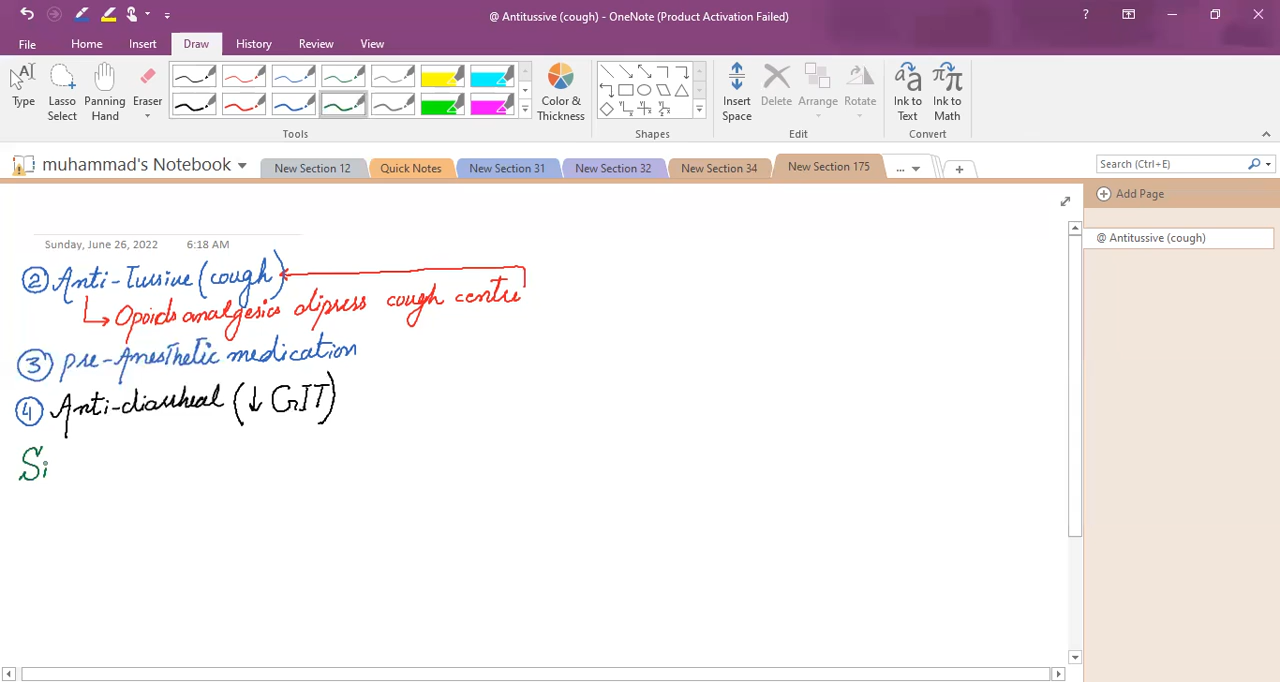 @ Antitussive (cough) - OneNote (Product Activation Failed)
?
File Home Insert Draw History Review View
Type
Lasso Select
Panning Hand
Eraser
Color & Thickness
Insert Space
Delete
Arrange
Rotate
Ink to Text
Ink to Math
Tools
Shapes
Edit
Convert
muhammad's Notebook
New Section 12
Quick Notes
New Section 31
New Section 32
New Section 34
New Section 175
...
+
Search (Ctrl+E)
Add Page
@ Antitussive (cough)
Sunday, June 26, 2022 6:18 AM
② Anti-Tussive (cough)
Opoids analgesics dipress cough centre
③ pre-Anesthetic medication
④ Anti-diarrheal (↓ GIT)
Si